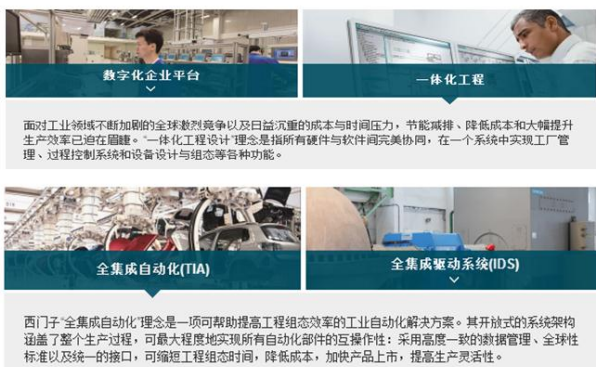 数字化企业平台
一体化工程
面对工业领域不断加剧的全球激烈竞争以及日益沉重的成本与时间压力，节能减排、降低成本和大幅提升
生产效率已迫在眉睫。“一体化工程设计”理念是指所有硬件与软件间完美协同，在一个系统中实现工厂管
理、过程控制系统和设备设计与组态等各种功能。
全集成自动化(TIA)
全集成驱动系统(IDS)
西门子“全集成自动化”理念是一项可帮助提高工程组态效率的工业自动化解决方案。其开放式的系统架构
涵盖了整个生产过程，可最大程度地实现所有自动化部件的互操作性：采用高度一致的数据管理、全球性
标准以及统一的接口，可缩短工程组态时间，降低成本，加快产品上市，提高生产灵活性。